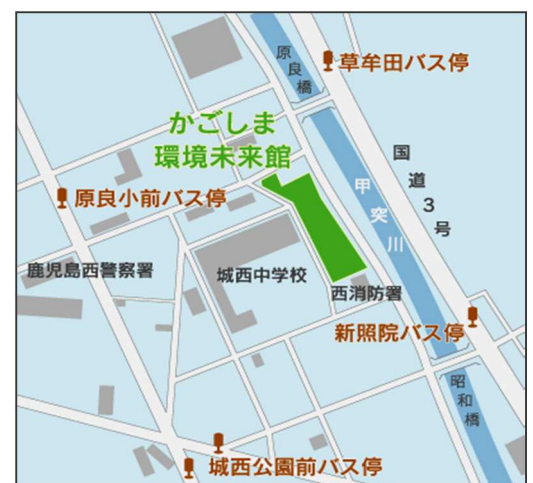 原良橋
草牟田バス停
かごしま
環境未来館
国道3号
原良小前バス停
甲突川
鹿児島西警察署
城西中学校
西消防署
新照院バス停
昭和橋
城西公園前バス停